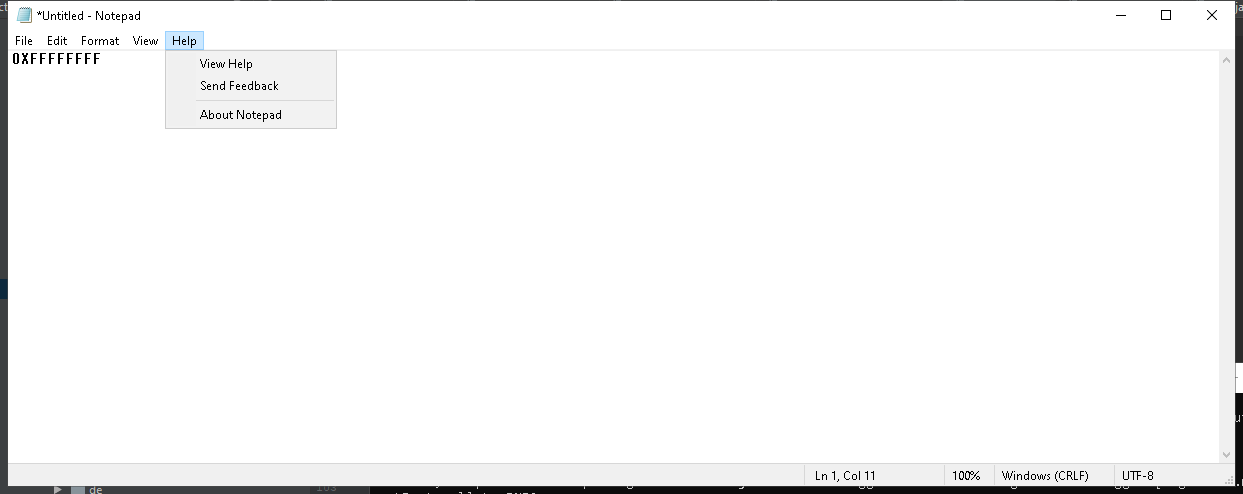 *Untitled - Notepad
File Edit Format View Help
0XFFFFFFFF
View Help
Send Feedback
About Notepad
Ln 1, Col 11 100% Windows (CRLF) UTF-8
de
103